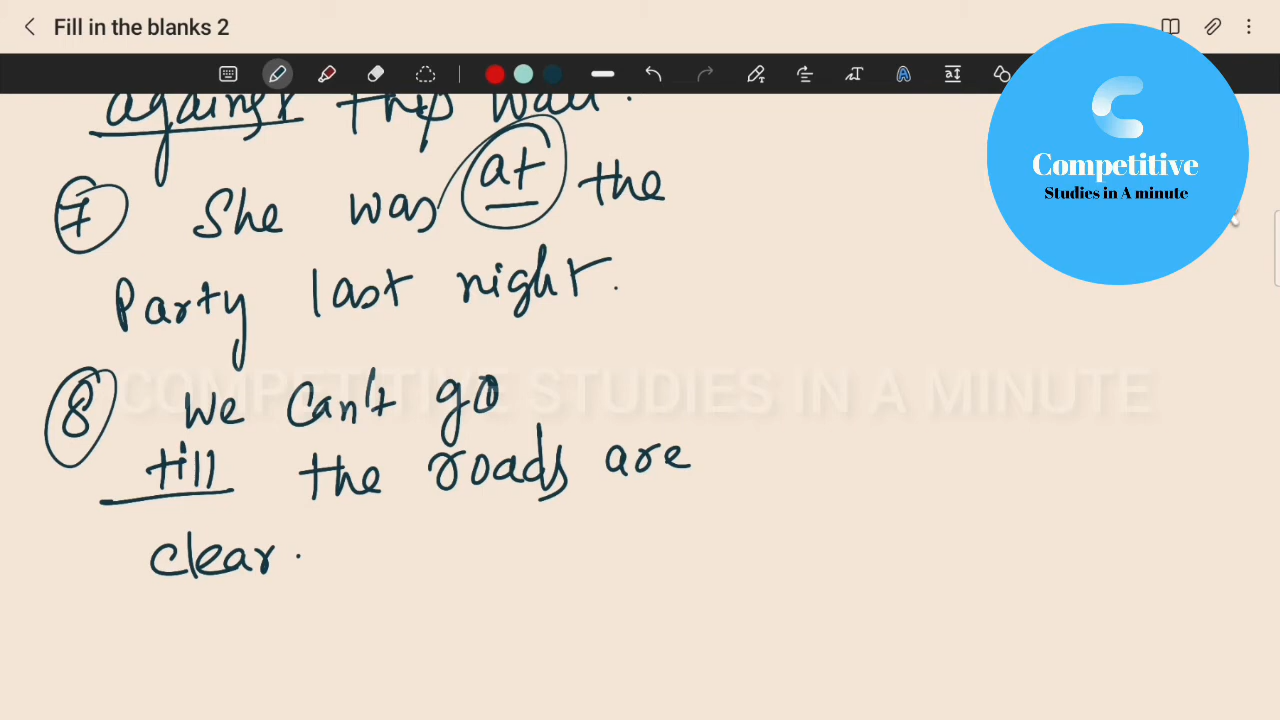 Fill in the blanks 2
Competitive
Studies in A minute
against this wall.
7 She was at the
Party last night.
COMPETITIVE STUDIES IN A MINUTE
8 We can't go
till the roads are
clear.